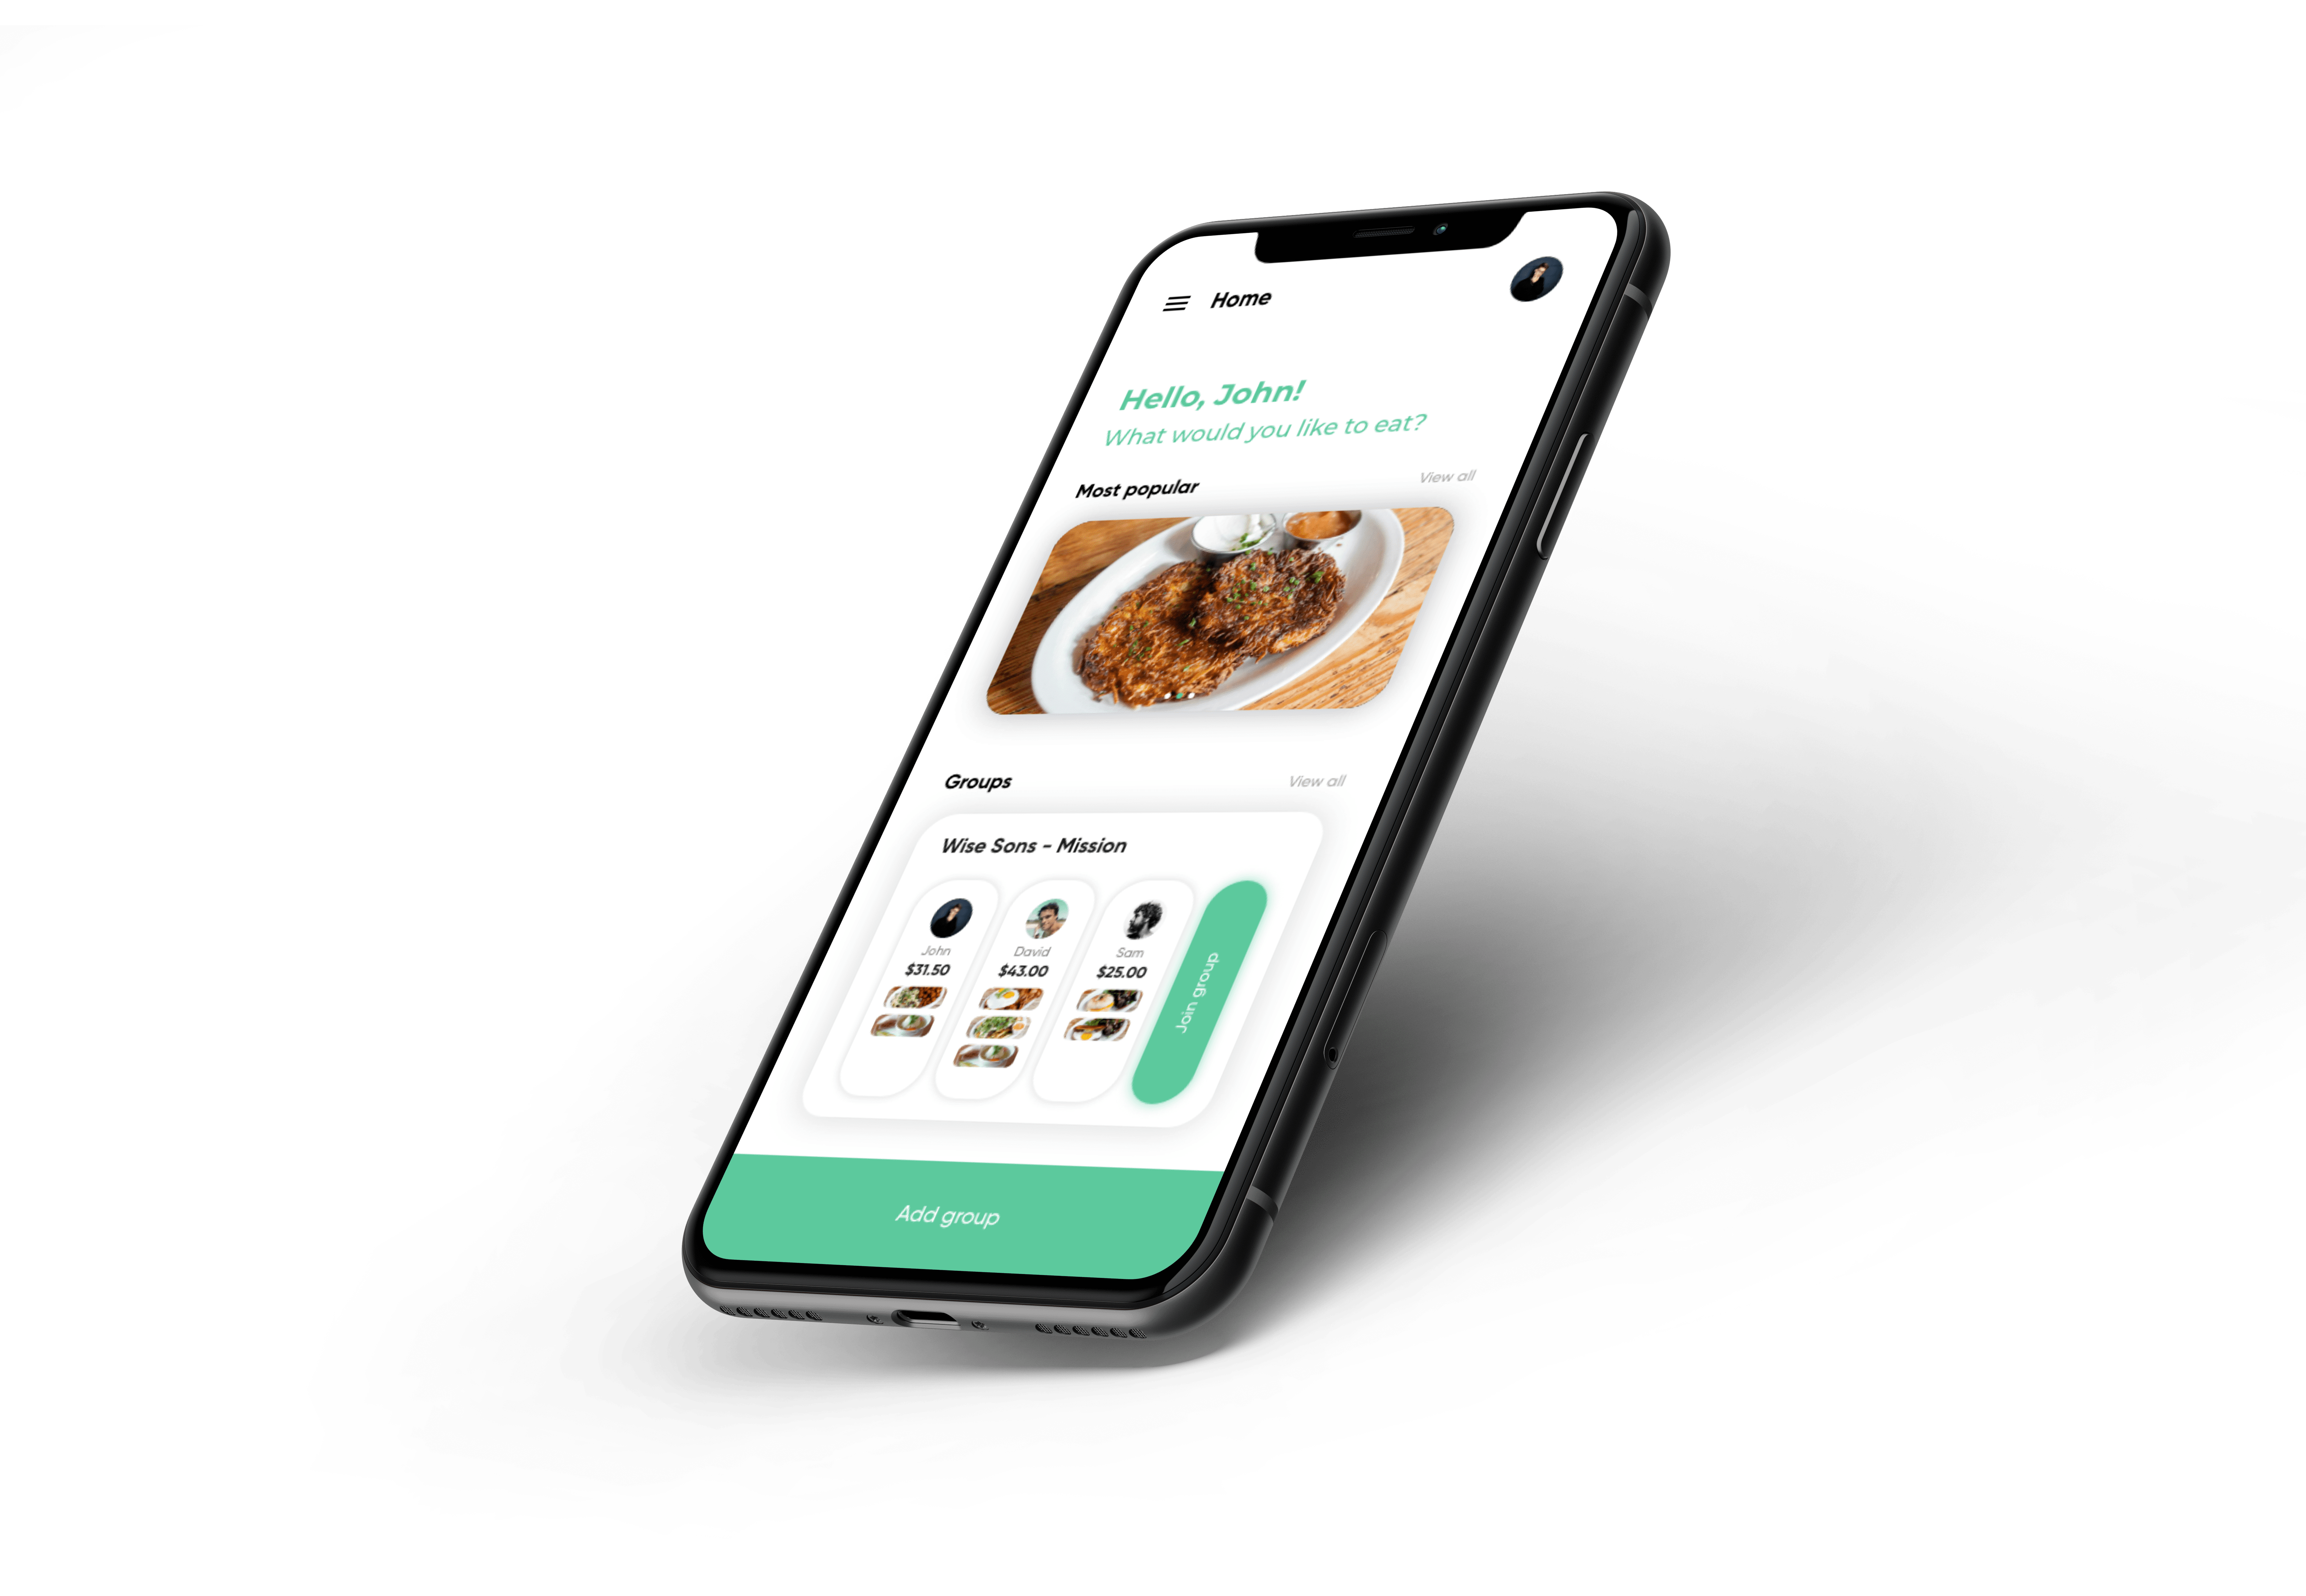 Home
Hello, John!
What would you like to eat?
Most popular
View all
Groups
View all
Wise Sons - Mission
John
$31.50
David
$43.00
Sam
$25.00
Join group
Add group